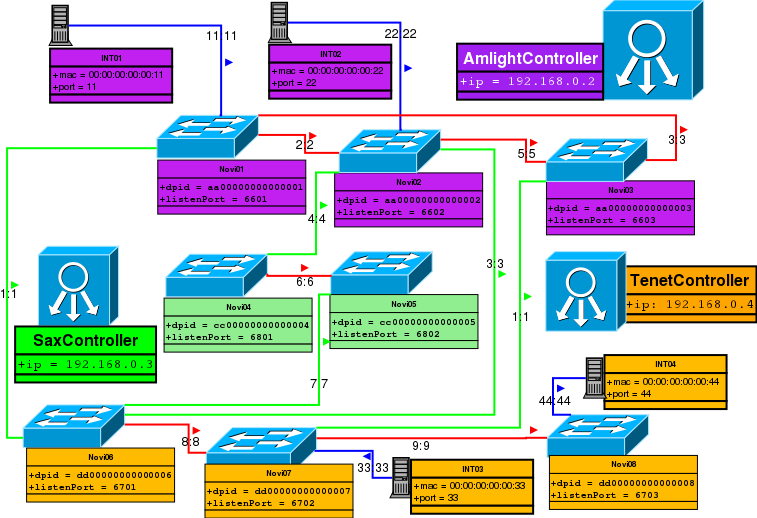 11 11
22 22
INT01
+mac = 00:00:00:00:00:11
+port = 11
INT02
+mac = 00:00:00:00:00:22
+port = 22
AmlightController
+ip = 192.168.0.2
2:2
5:5
3:3
Novi01
+dpid = aa00000000000001
+listenPort = 6601
Novi02
+dpid = aa00000000000002
+listenPort = 6602
Novi03
+dpid = aa00000000000003
+listenPort = 6603
4:4
3:3
1:1
6:6
1:1
Novi04
+dpid = cc00000000000004
+listenPort = 6801
Novi05
+dpid = cc00000000000005
+listenPort = 6802
TenetController
+ip: 192.168.0.4
SaxController
+ip = 192.168.0.3
7:7
INT04
+mac = 00:00:00:00:00:44
+port = 44
44:44
8:8
9:9
33 33
Novi06
+dpid = dd00000000000006
+listenPort = 6701
Novi07
+dpid = dd00000000000007
+listenPort = 6702
INT03
+mac = 00:00:00:00:00:33
+port = 33
Novi08
+dpid = dd00000000000008
+listenPort = 6703